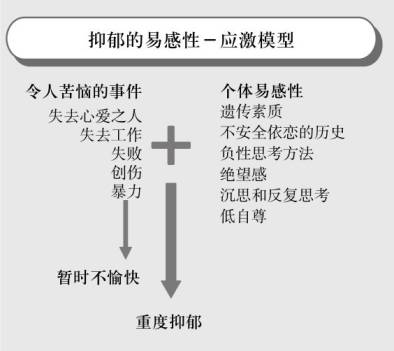 抑郁的易感性－应激模型
令人苦恼的事件
失去心爱之人
失去工作
失败
创伤
暴力
+
个体易感性
遗传素质
不安全依恋的历史
负性思考方法
绝望感
沉思和反复思考
低自尊
暂时不愉快
重度抑郁